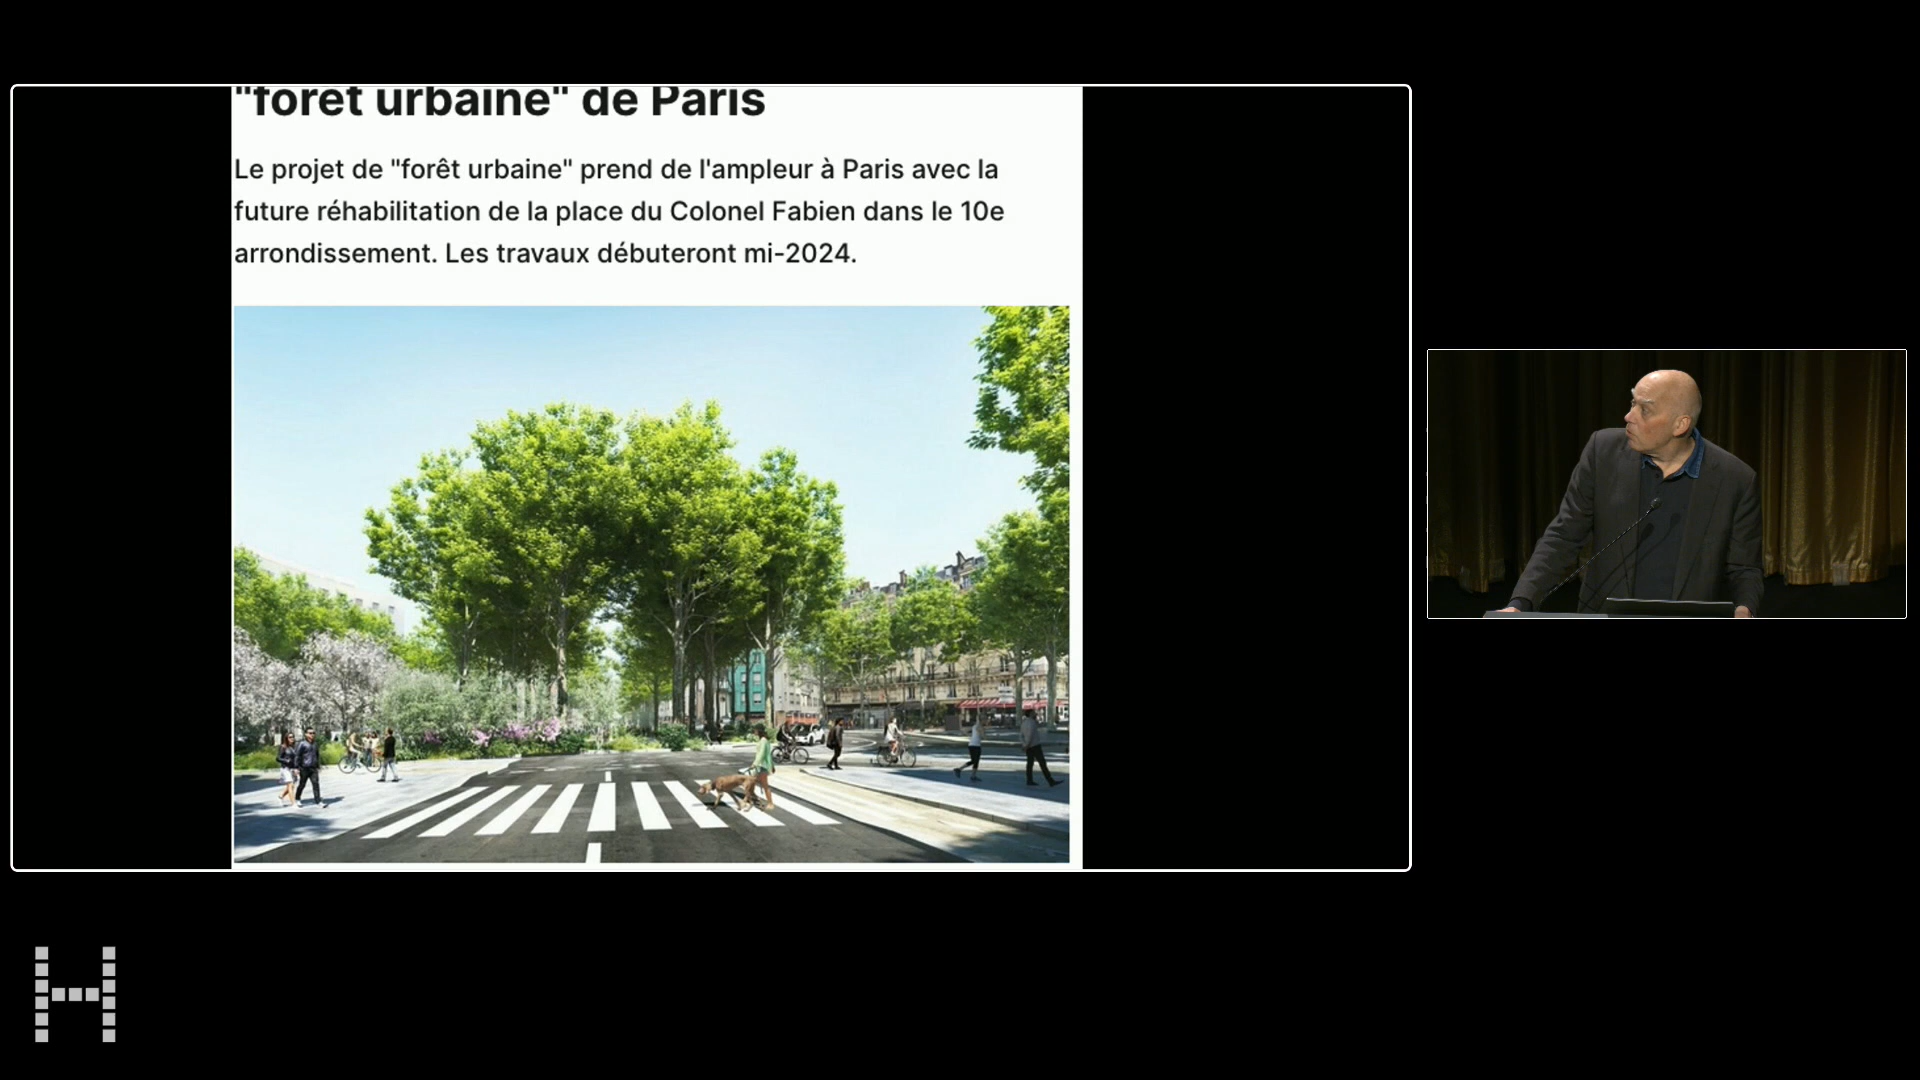 "forêt urbaine" de Paris
Le projet de "forêt urbaine" prend de l'ampleur à Paris avec la
future réhabilitation de la place du Colonel Fabien dans le 10e
arrondissement. Les travaux débuteront mi-2024.
H